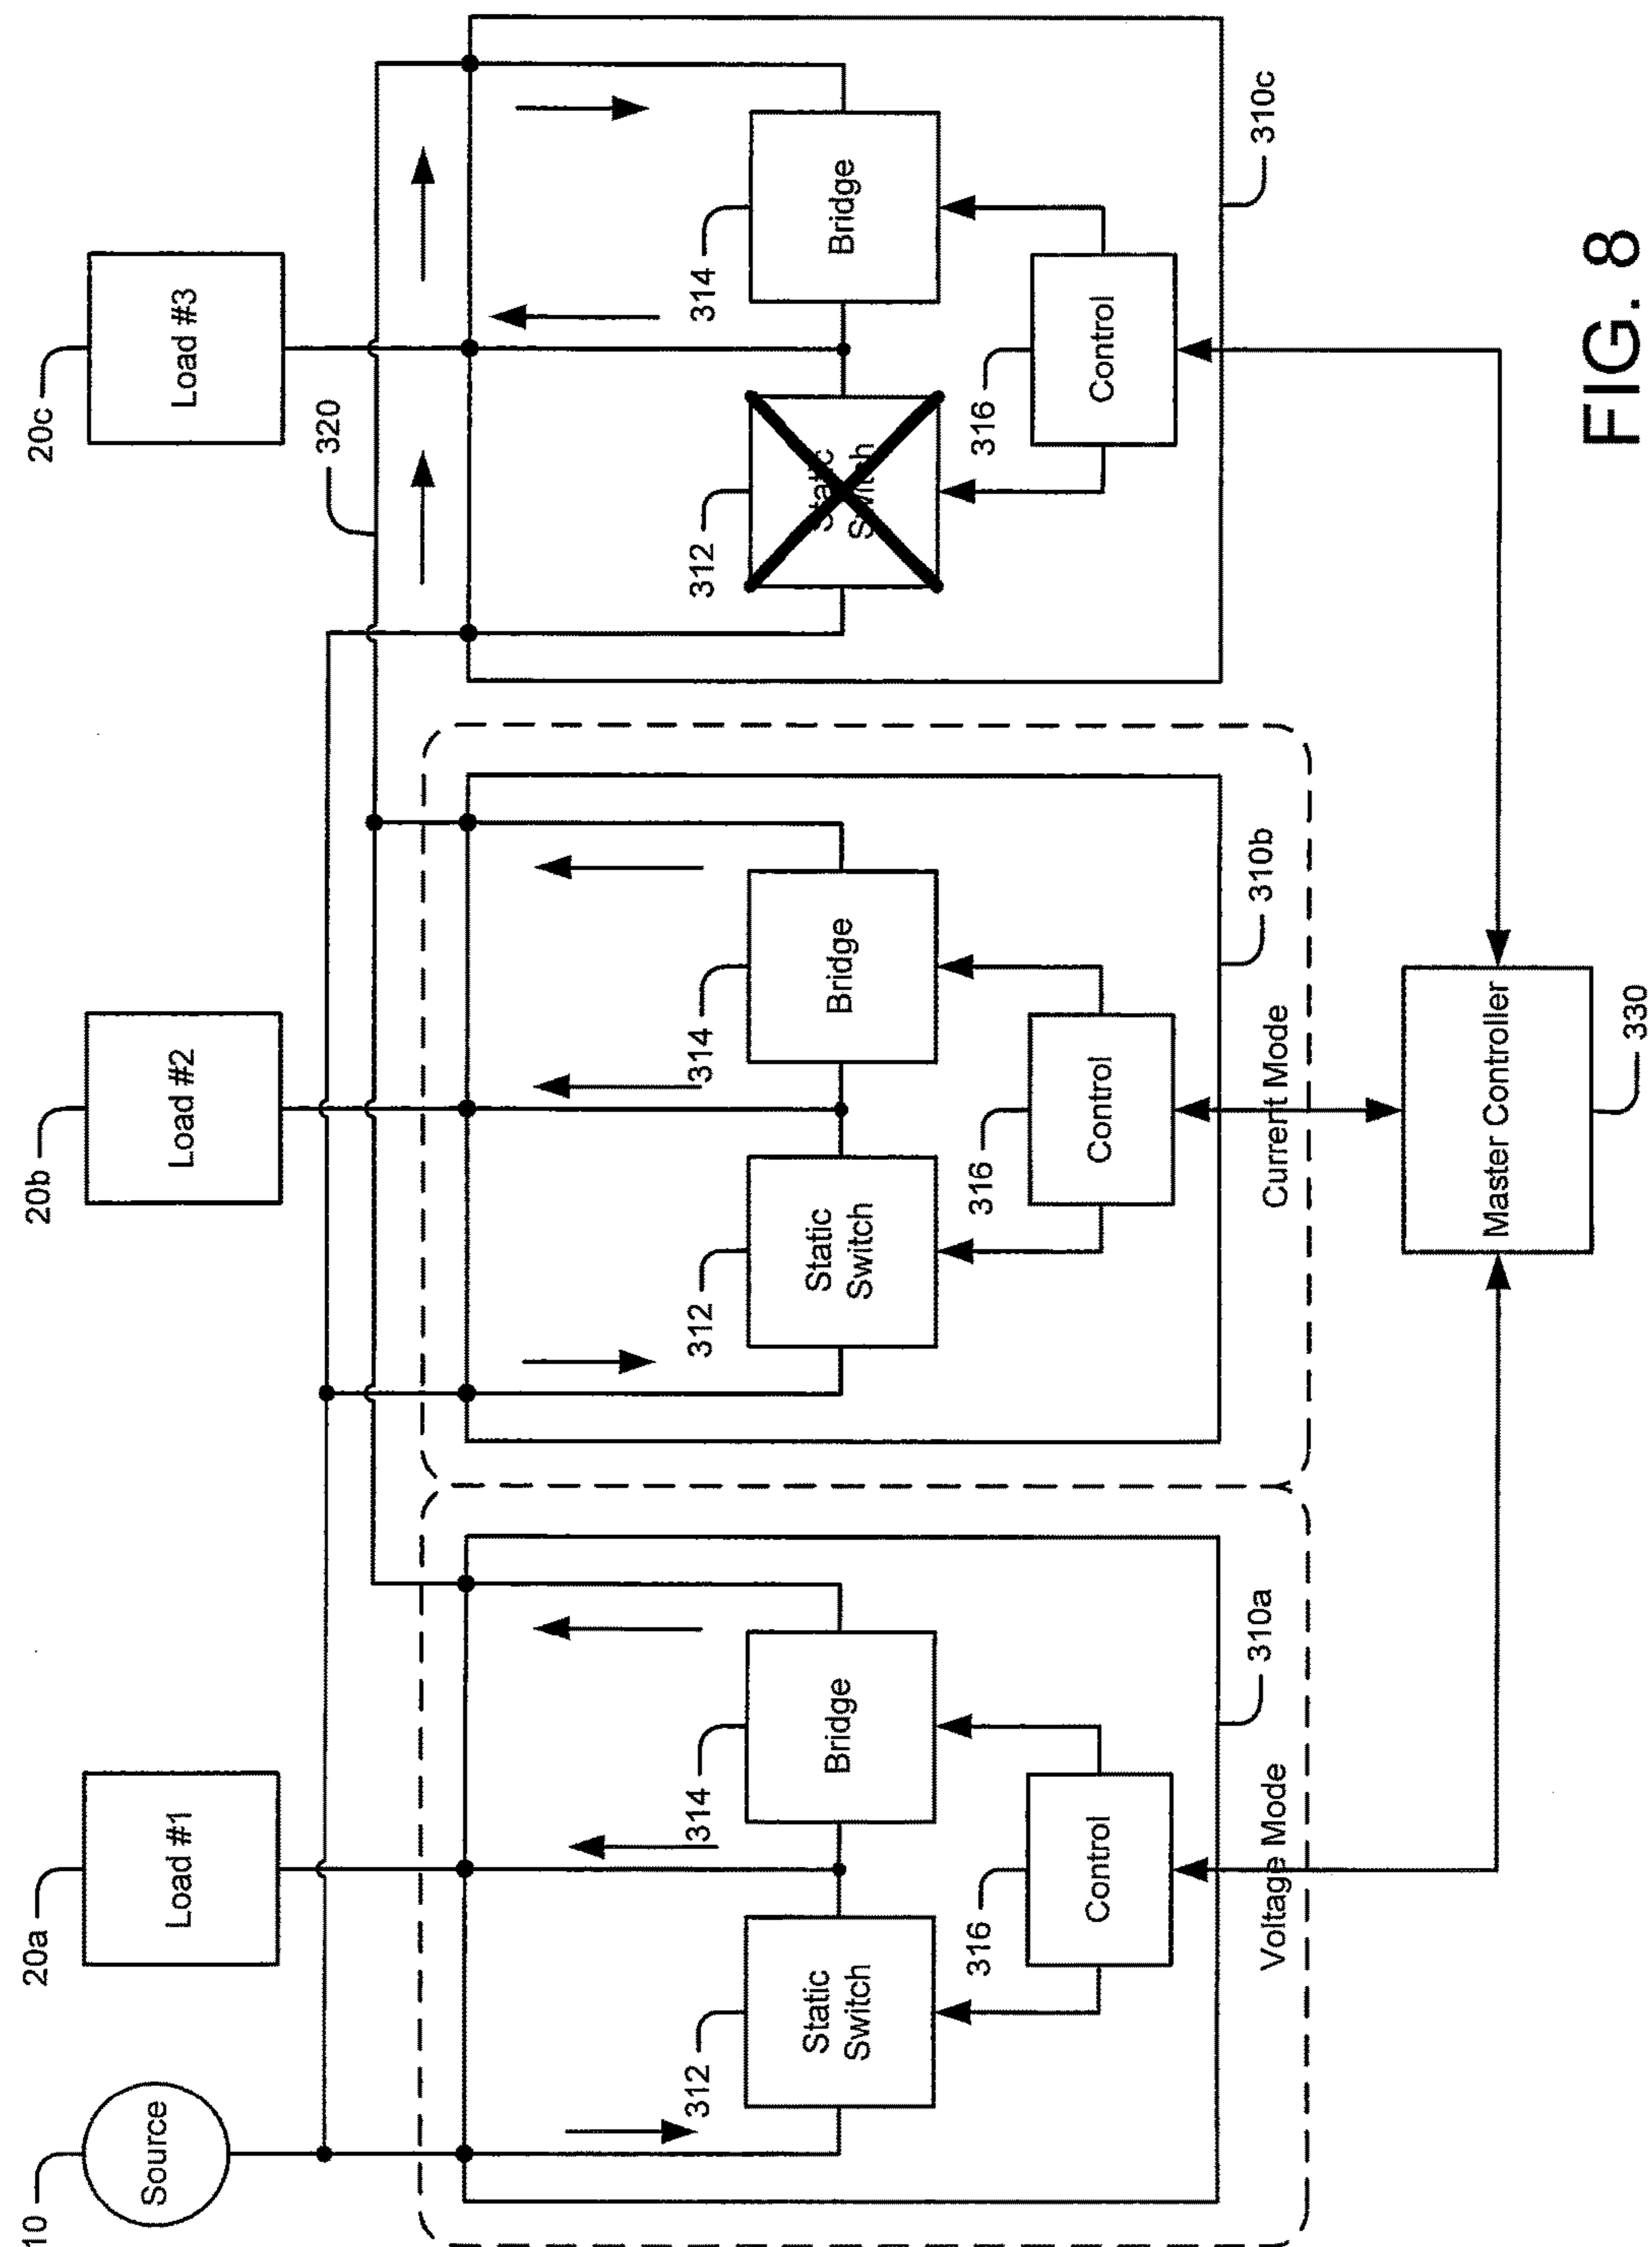 10
Source
20a
Load #1
20b
Load #2
20c
Load #3
320
312
Static
Switch
314
Bridge
316
Control
310a
Voltage Mode
312
Static
Switch
314
Bridge
316
Control
310b
Current Mode
312
Static
Switch
314
Bridge
316
Control
310c
Master Controller
330
FIG. 8